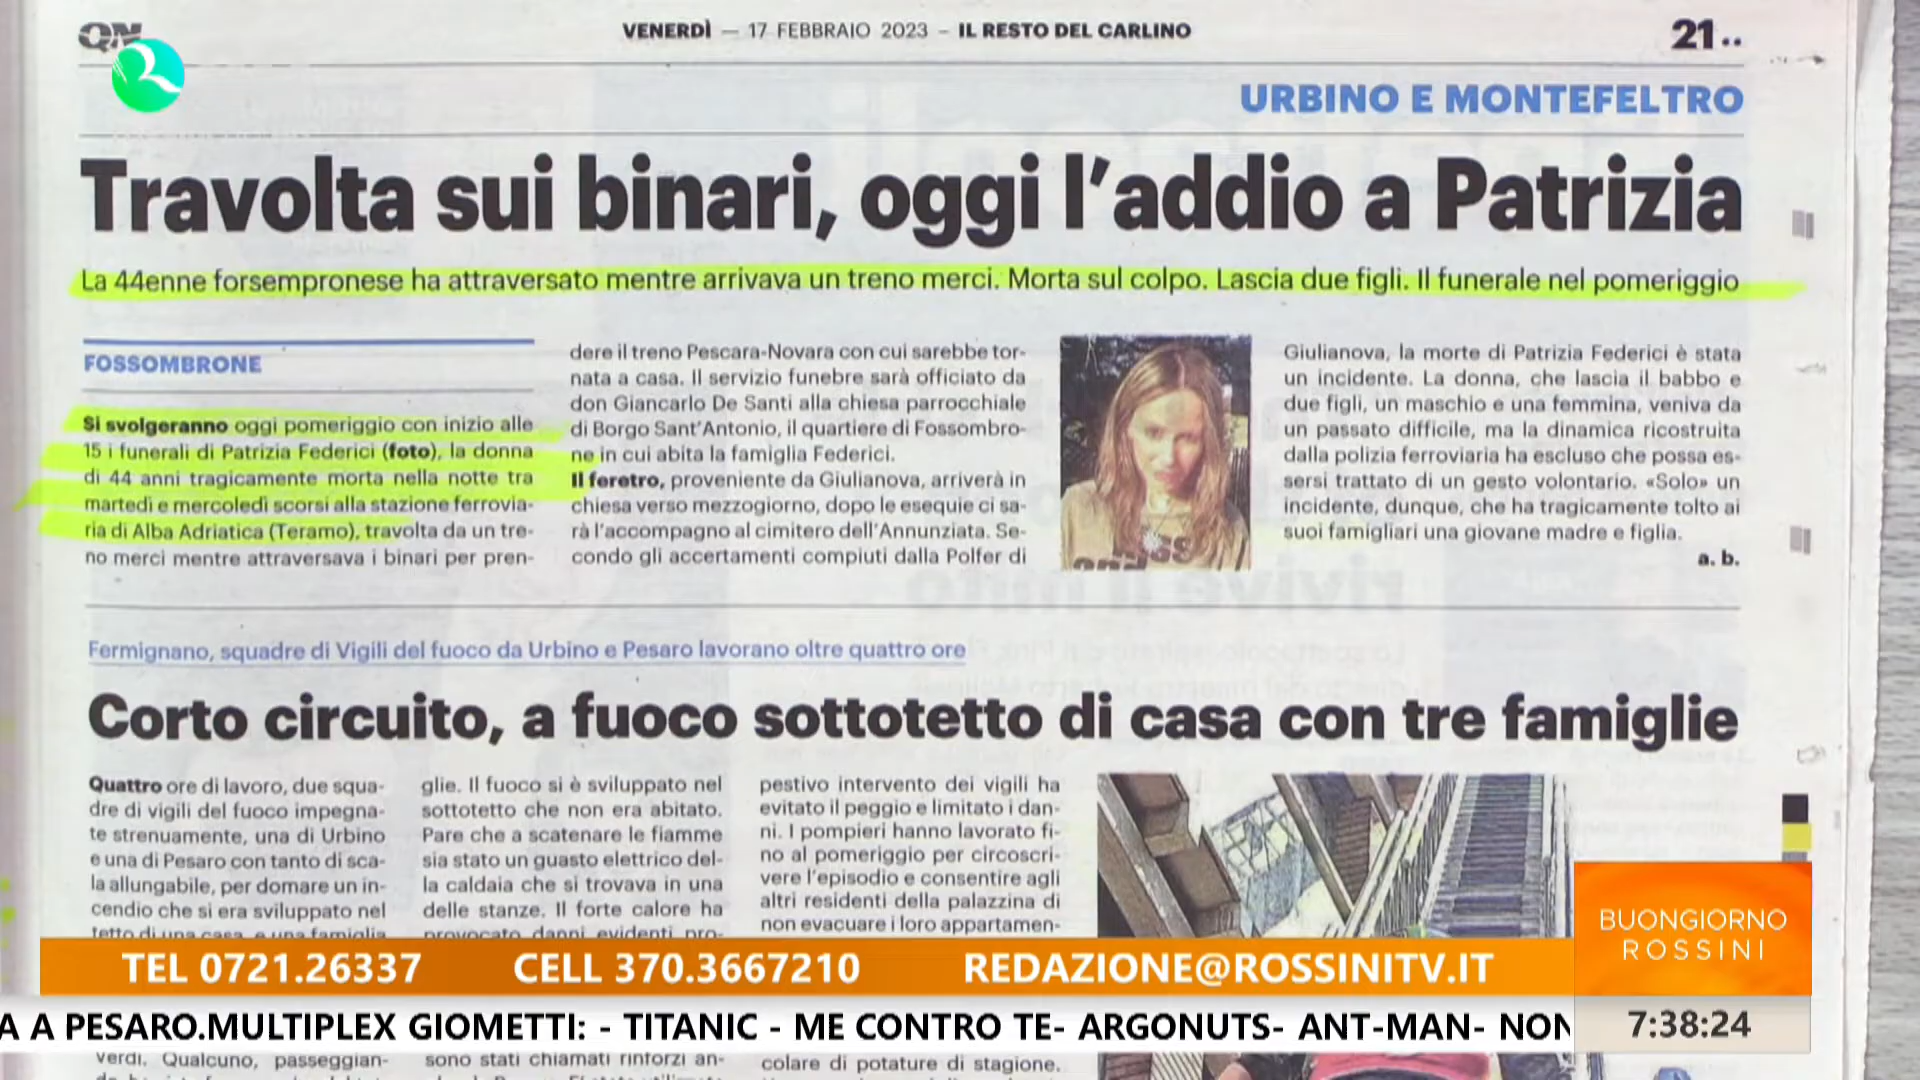 QN
VENERDÌ — 17 FEBBRAIO 2023 – IL RESTO DEL CARLINO
21..
URBINO E MONTEFELTRO
Travolta sui binari, oggi l'addio a Patrizia
La 44enne forsempronese ha attraversato mentre arrivava un treno merci. Morta sul colpo. Lascia due figli. Il funerale nel pomeriggio
FOSSOMBRONE
Si svolgeranno oggi pomeriggio con inizio alle
15 i funerali di Patrizia Federici (foto), la donna
di 44 anni tragicamente morta nella notte tra
martedì e mercoledì scorsi alla stazione ferrovia-
ria di Alba Adriatica (Teramo), travolta da un tre-
no merci mentre attraversava i binari per pren-
dere il treno Pescara-Novara con cui sarebbe tor-
nata a casa. Il servizio funebre sarà officiato da
don Giancarlo De Santi alla chiesa parrocchiale
di Borgo Sant'Antonio, il quartiere di Fossombro-
ne in cui abita la famiglia Federici.
Il feretro, proveniente da Giulianova, arriverà in
chiesa verso mezzogiorno, dopo le esequie ci sa-
rà l'accompagno al cimitero dell'Annunziata. Se-
condo gli accertamenti compiuti dalla Polfer di
Giulianova, la morte di Patrizia Federici è stata
un incidente. La donna, che lascia il babbo e
due figli, un maschio e una femmina, veniva da
un passato difficile, ma la dinamica ricostruita
dalla polizia ferroviaria ha escluso che possa es-
sersi trattato di un gesto volontario. «Solo» un
incidente, dunque, che ha tragicamente tolto ai
suoi famigliari una giovane madre e figlia.
a. b.
Fermignano, squadre di Vigili del fuoco da Urbino e Pesaro lavorano oltre quattro ore
Corto circuito, a fuoco sottotetto di casa con tre famiglie
Quattro ore di lavoro, due squa-
dre di vigili del fuoco impegna-
te strenuamente, una di Urbino
e una di Pesaro con tanto di sca-
la allungabile, per domare un in-
cendio che si era sviluppato nel
tetto di una casa, e una famiglia
verdi. Qualcuno, passeggian-
glie. Il fuoco si è sviluppato nel
sottotetto che non era abitato.
Pare che a scatenare le fiamme
sia stato un guasto elettrico del-
la caldaia che si trovava in una
delle stanze. Il forte calore ha
provocato danni evidenti, pro-
sono stati chiamati rinforzi an-
pestivo intervento dei vigili ha
evitato il peggio e limitato i dan-
ni. I pompieri hanno lavorato fi-
no al pomeriggio per circoscri-
vere l'episodio e consentire agli
altri residenti della palazzina di
non evacuare i loro appartamen-
colare di potature di stagione.
BUONGIORNO
ROSSINI
TEL 0721.26337 CELL 370.3667210 REDAZIONE@ROSSINITV.IT
A A PESARO.MULTIPLEX GIOMETTI: - TITANIC - ME CONTRO TE- ARGONUTS- ANT-MAN- NON
7:38:24